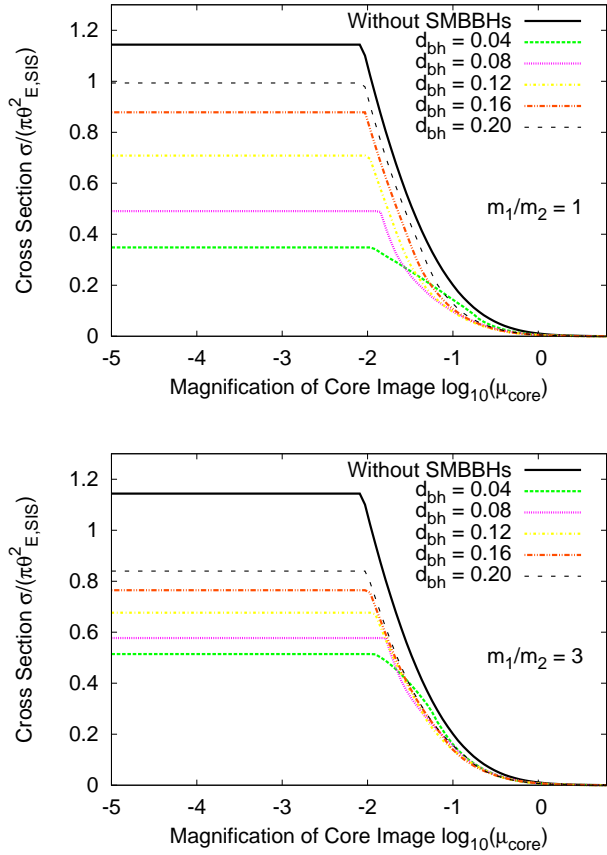 Without SMBBHs
d_bh = 0.04
d_bh = 0.08
d_bh = 0.12
d_bh = 0.16
d_bh = 0.20
m_1/m_2 = 1
Cross Section σ/(πθ²_E,SIS)
1.2
1
0.8
0.6
0.4
0.2
0
-5 -4 -3 -2 -1 0
Magnification of Core Image log_10(μ_core)
Without SMBBHs
d_bh = 0.04
d_bh = 0.08
d_bh = 0.12
d_bh = 0.16
d_bh = 0.20
m_1/m_2 = 3
Cross Section σ/(πθ²_E,SIS)
1.2
1
0.8
0.6
0.4
0.2
0
-5 -4 -3 -2 -1 0
Magnification of Core Image log_10(μ_core)